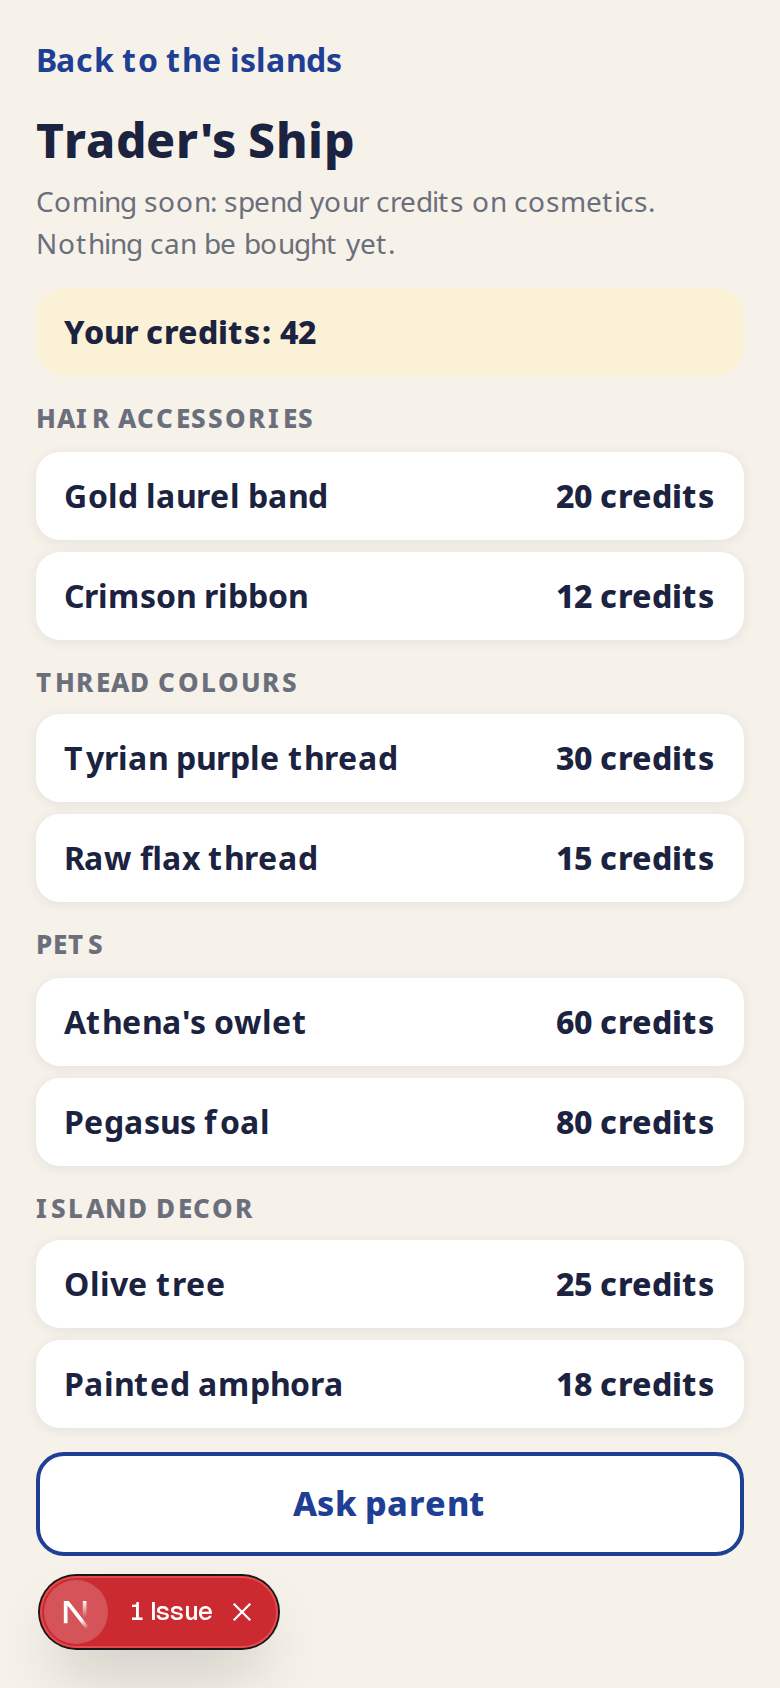 Back to the islands
Trader's Ship
Coming soon: spend your credits on cosmetics.
Nothing can be bought yet.
Your credits: 42
HAIR ACCESSORIES
Gold laurel band 20 credits
Crimson ribbon 12 credits
THREAD COLOURS
Tyrian purple thread 30 credits
Raw flax thread 15 credits
PETS
Athena's owlet 60 credits
Pegasus foal 80 credits
ISLAND DECOR
Olive tree 25 credits
Painted amphora 18 credits
Ask parent
N 1 Issue